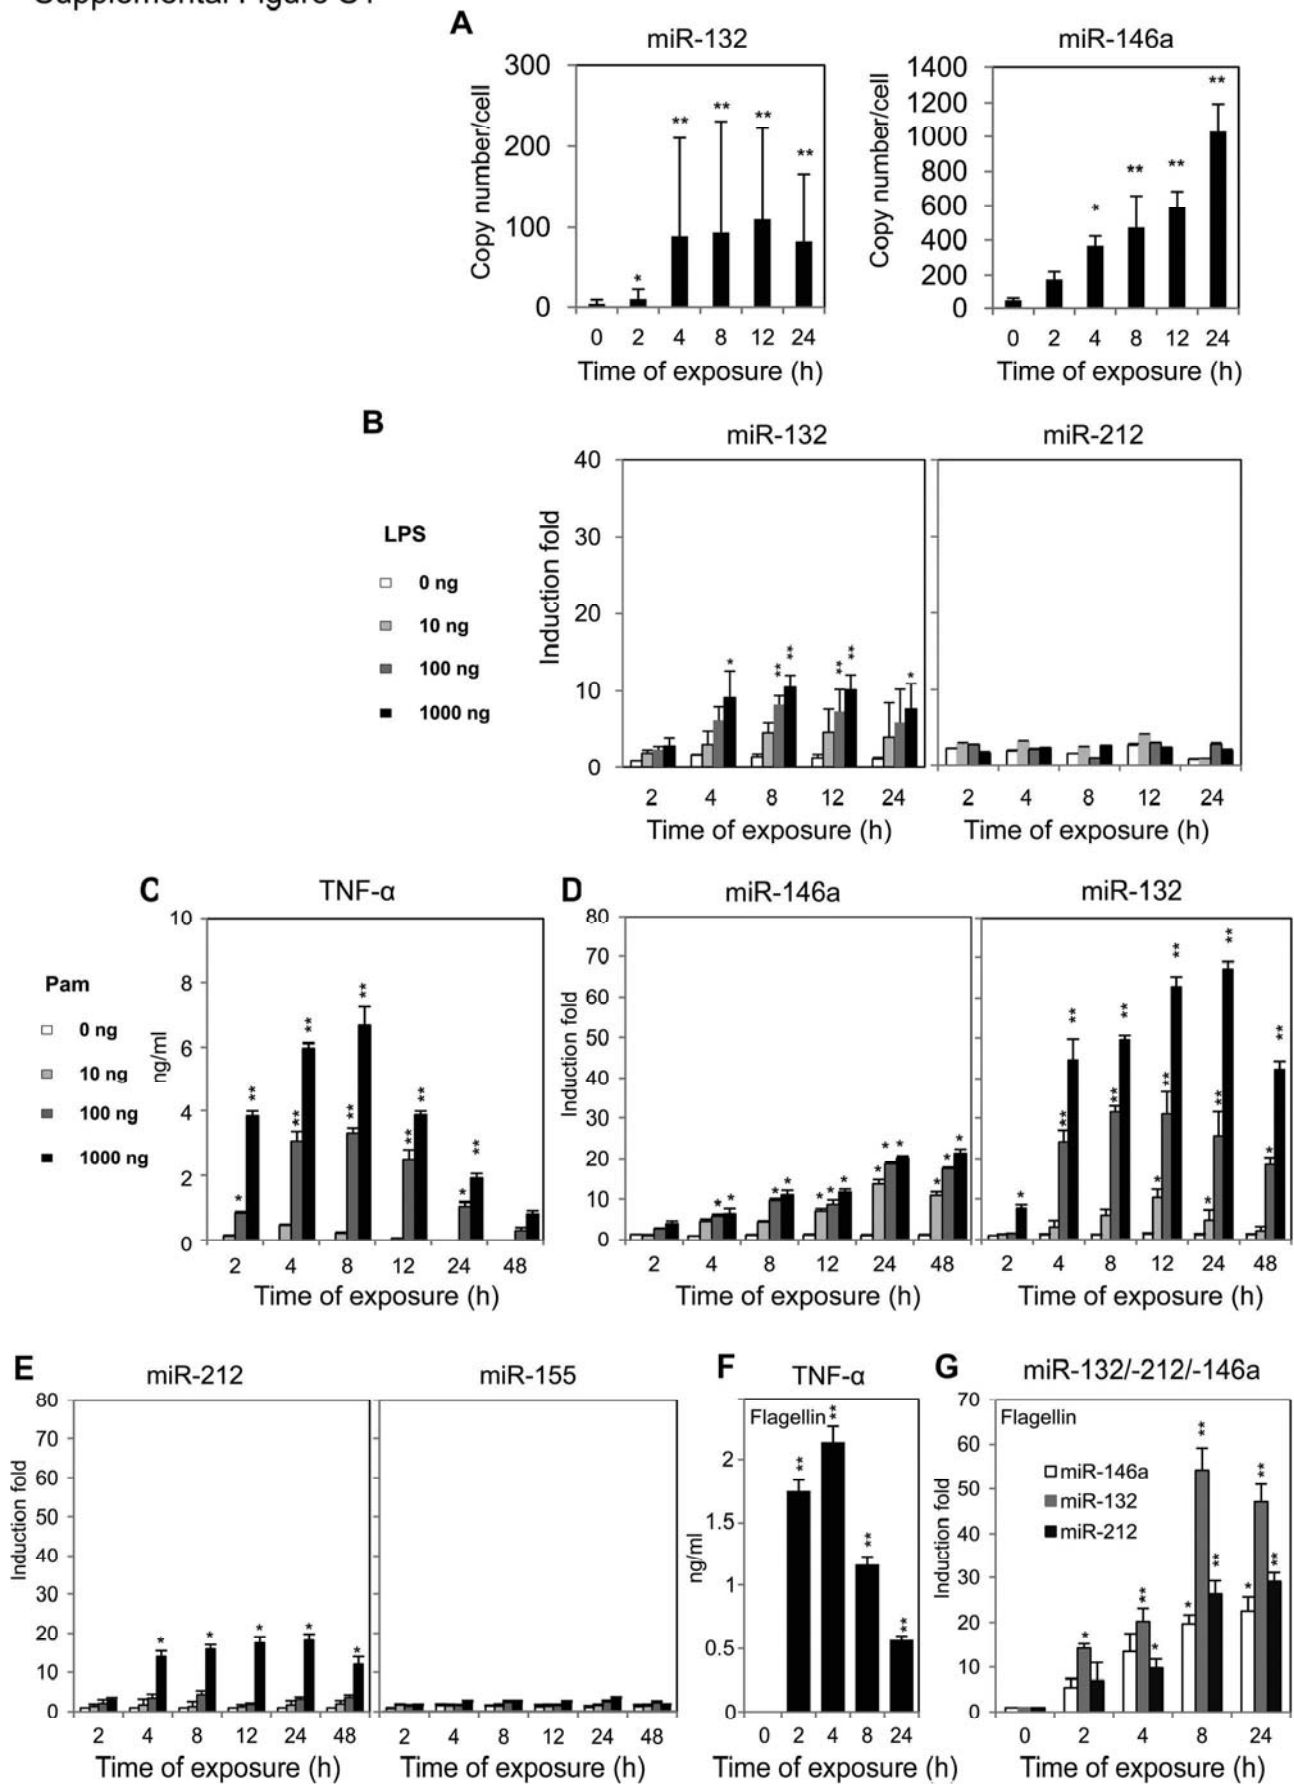 A
miR-132
miR-146a
Copy number/cell
300
200
100
0
** ** ** ** *
0 2 4 8 12 24
Time of exposure (h)
Copy number/cell
1400
1200
1000
800
600
400
200
0
* ** ** **
0 2 4 8 12 24
Time of exposure (h)
B
miR-132
miR-212
LPS
0 ng
10 ng
100 ng
1000 ng
Induction fold
40
30
20
10
0
* ** ** ** ** *
2 4 8 12 24
Time of exposure (h)
2 4 8 12 24
Time of exposure (h)
C
TNF-α
Pam
0 ng
10 ng
100 ng
1000 ng
ng/ml
10
8
6
4
2
0
* ** ** ** ** ** ** ** * **
2 4 8 12 24 48
Time of exposure (h)
D
miR-146a
miR-132
Induction fold
80
70
60
50
40
30
20
10
0
* * * * * * * * * * * *
2 4 8 12 24 48
Time of exposure (h)
* ** ** ** ** * ** ** * ** ** * **
2 4 8 12 24 48
Time of exposure (h)
E
miR-212
miR-155
Induction fold
80
70
60
50
40
30
20
10
0
* * * * *
2 4 8 12 24 48
Time of exposure (h)
2 4 8 12 24 48
Time of exposure (h)
F
TNF-α
Flagellin
ng/ml
2
1.5
1
0.5
0
** ** ** **
0 2 4 8 24
Time of exposure (h)
G
miR-132/-212/-146a
Flagellin
miR-146a
miR-132
miR-212
Induction fold
70
60
50
40
30
20
10
0
* ** * * ** ** * ** **
0 2 4 8 24
Time of exposure (h)